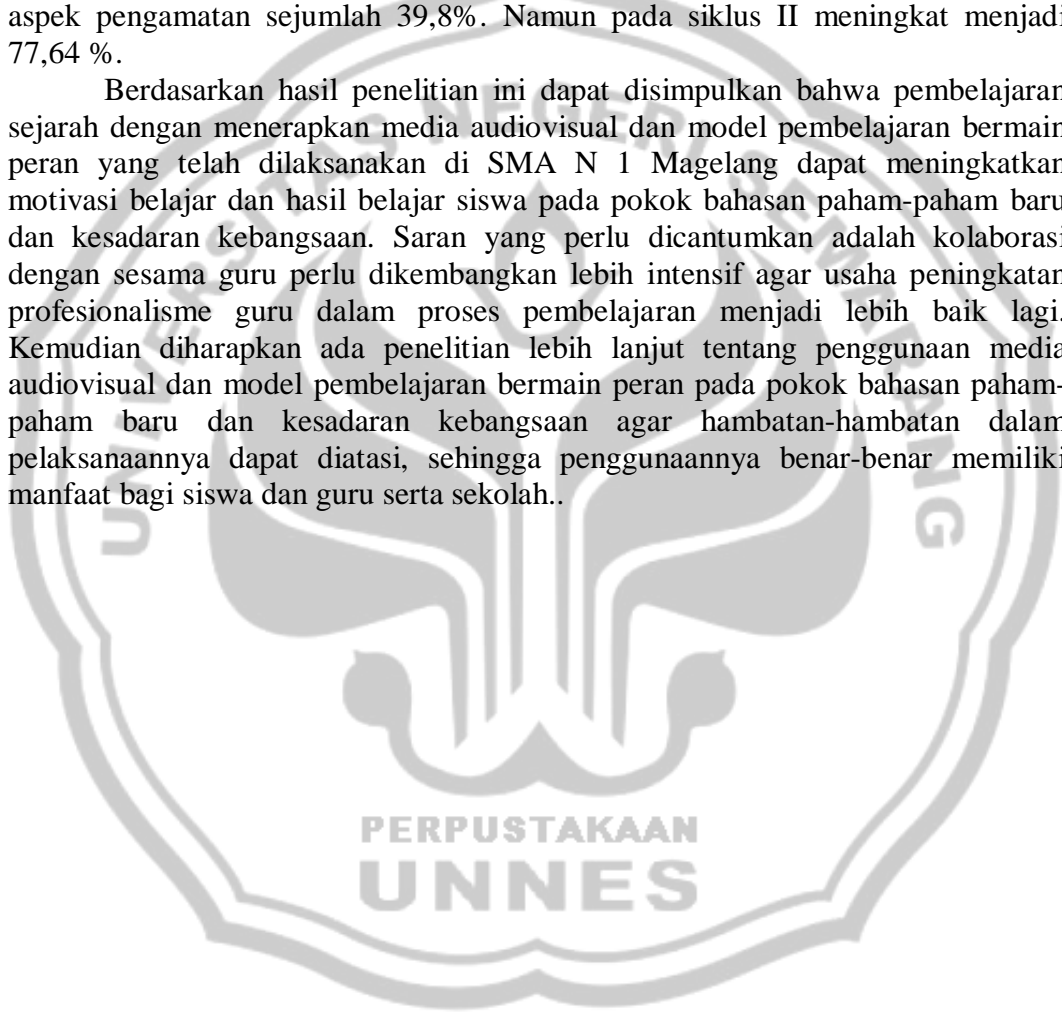 aspek pengamatan sejumlah 39,8%. Namun pada siklus II meningkat menjadi
77,64 %.
Berdasarkan hasil penelitian ini dapat disimpulkan bahwa pembelajaran
sejarah dengan menerapkan media audiovisual dan model pembelajaran bermain
peran yang telah dilaksanakan di SMA N 1 Magelang dapat meningkatkan
motivasi belajar dan hasil belajar siswa pada pokok bahasan paham-paham baru
dan kesadaran kebangsaan. Saran yang perlu dicantumkan adalah kolaborasi
dengan sesama guru perlu dikembangkan lebih intensif agar usaha peningkatan
profesionalisme guru dalam proses pembelajaran menjadi lebih baik lagi.
Kemudian diharapkan ada penelitian lebih lanjut tentang penggunaan media
audiovisual dan model pembelajaran bermain peran pada pokok bahasan paham-
paham baru dan kesadaran kebangsaan agar hambatan-hambatan dalam
pelaksanaannya dapat diatasi, sehingga penggunaannya benar-benar memiliki
manfaat bagi siswa dan guru serta sekolah..
UNIVERSITAS NEGERI SEMARANG
PERPUSTAKAAN
UNNES